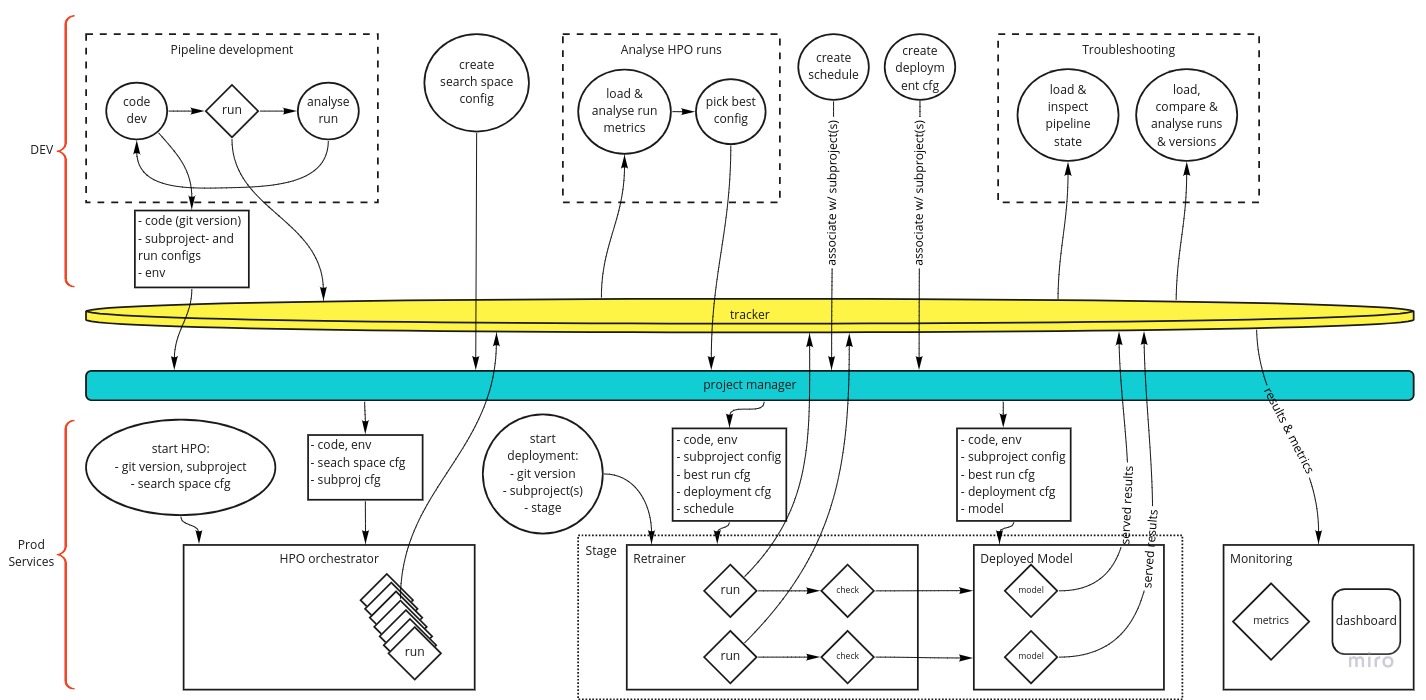 DEV
Pipeline development
code
dev
run
analyse
run
- code (git version)
- subproject- and
run configs
- env
create
search space
config
Analyse HPO runs
load &
analyse run
metrics
pick best
config
create
schedule
associate w/ subproject(s)
create
deploym
ent cfg
associate w/ subproject(s)
Troubleshooting
load &
inspect
pipeline
state
load,
compare &
analyse runs
& versions
tracker
project manager
Prod
Services
start HPO:
- git version, subproject
- search space cfg
- code, env
- seach space cfg
- subproj cfg
HPO orchestrator
run
start
deployment:
- git version
- subproject(s)
- stage
- code, env
- subproject config
- best run cfg
- deployment cfg
- schedule
- code, env
- subproject config
- best run cfg
- deployment cfg
- model
served results
served results
results & metrics
Stage
Retrainer
run
check
run
check
Deployed Model
model
model
Monitoring
metrics
dashboard
miro